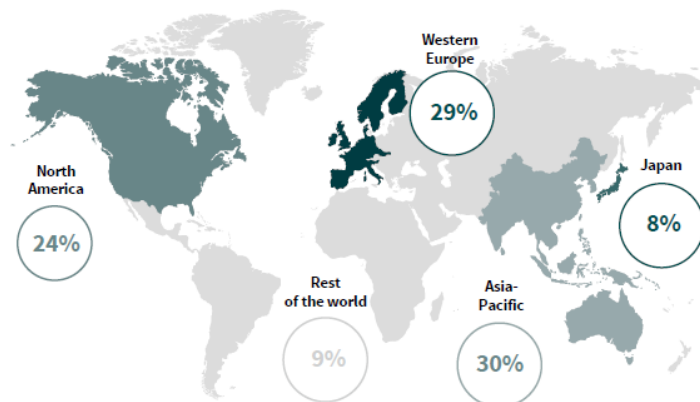 Western
Europe
29%
North
America
24%
Japan
8%
Rest
of the world
9%
Asia-
Pacific
30%